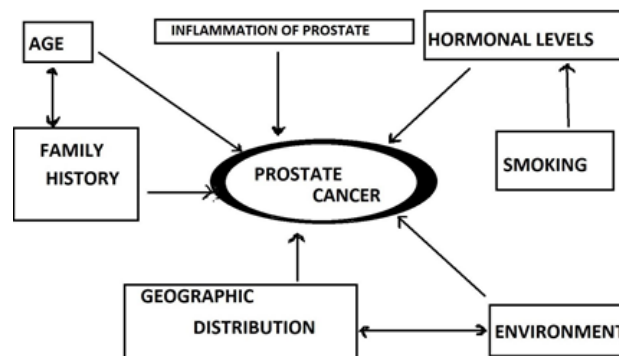 AGE
INFLAMMATION OF PROSTATE
HORMONAL LEVELS
FAMILY
HISTORY
PROSTATE
CANCER
SMOKING
GEOGRAPHIC
DISTRIBUTION
ENVIRONMENT